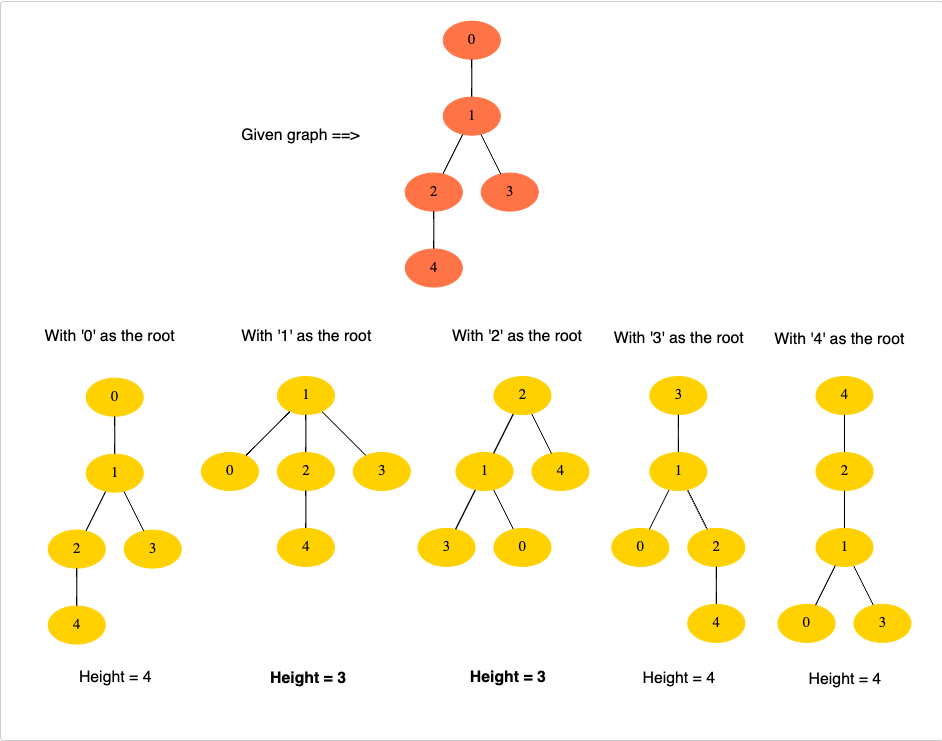 0
1
Given graph ==>
2 3
4
With '0' as the root With '1' as the root With '2' as the root With '3' as the root With '4' as the root
0 1 2 3 4
1 0 2 3 1 4 1 2
2 3 4 3 0 0 2 1
4 4 0 3
Height = 4 Height = 3 Height = 3 Height = 4 Height = 4